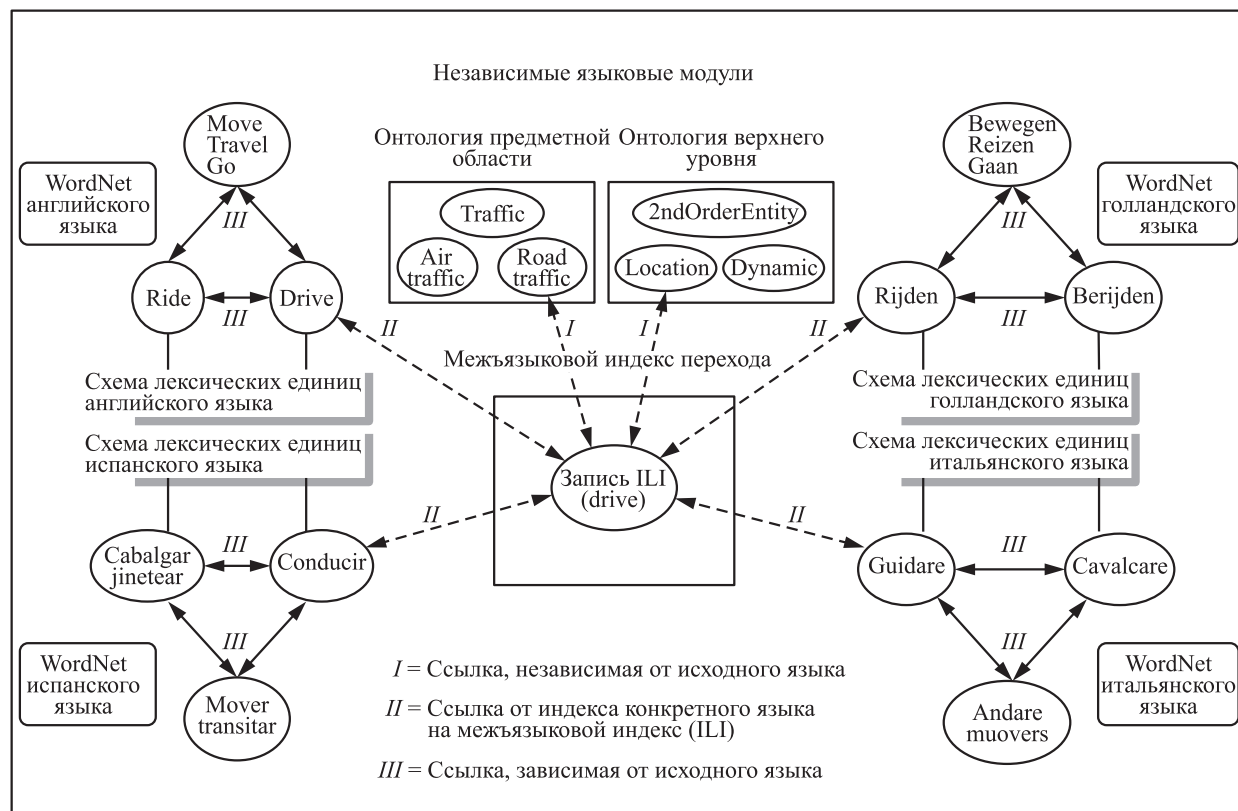 Независимые языковые модули
Move
Travel
Go
WordNet
английского
языка
III
Ride
Drive
III
Онтология предметной
области
Traffic
Air
traffic
Road
traffic
Онтология верхнего
уровня
2ndOrderEntity
Location
Dynamic
Bewegen
Reizen
Gaan
WordNet
голландского
языка
III
Rijden
Berijden
III
II
I
I
II
Межъязыковой индекс перехода
Схема лексических единиц
английского языка
Схема лексических единиц
испанского языка
Схема лексических единиц
голландского языка
Схема лексических единиц
итальянского языка
Запись ILI
(drive)
II
II
Cabalgar
jinetear
III
Conducir
III
WordNet
испанского
языка
Mover
transitar
Guidare
III
Cavalcare
III
WordNet
итальянского
языка
Andare
muovers
I = Ссылка, независимая от исходного языка
II = Ссылка от индекса конкретного языка
на межъязыковой индекс (ILI)
III = Ссылка, зависимая от исходного языка